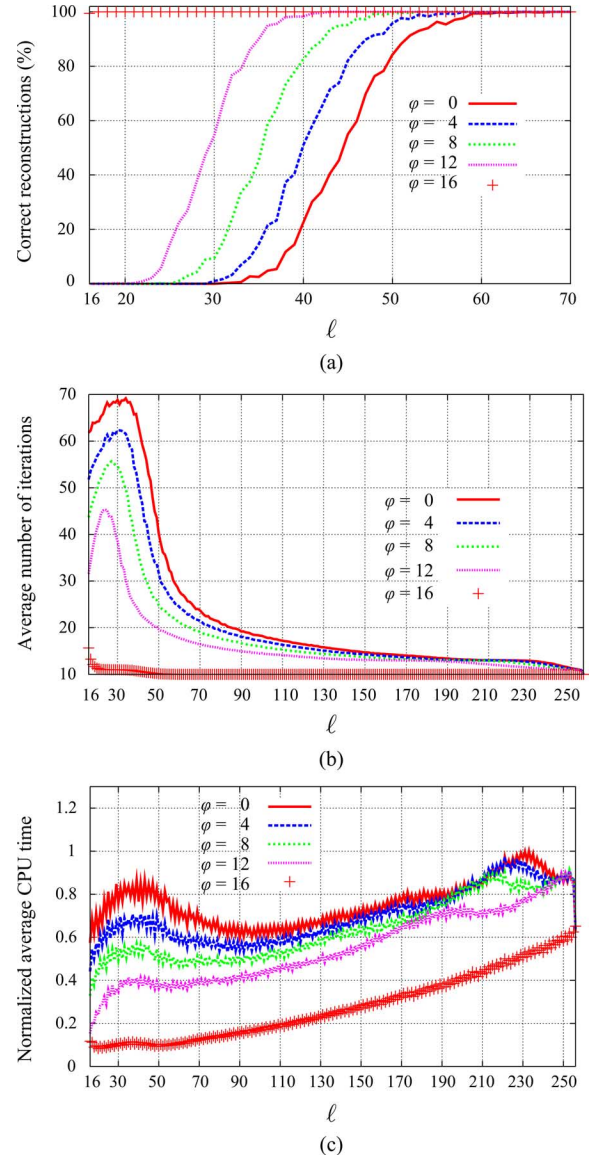 100
80
60
40
20
0
Correct reconstructions (%)
φ = 0
φ = 4
φ = 8
φ = 12
φ = 16
16 20 30 40 50 60 70
ℓ
(a)
70
60
50
40
30
20
10
Average number of iterations
φ = 0
φ = 4
φ = 8
φ = 12
φ = 16
16 30 50 70 90 110 130 150 170 190 210 230 250
ℓ
(b)
1.2
1
0.8
0.6
0.4
0.2
0
Normalized average CPU time
φ = 0
φ = 4
φ = 8
φ = 12
φ = 16
16 30 50 70 90 110 130 150 170 190 210 230 250
ℓ
(c)